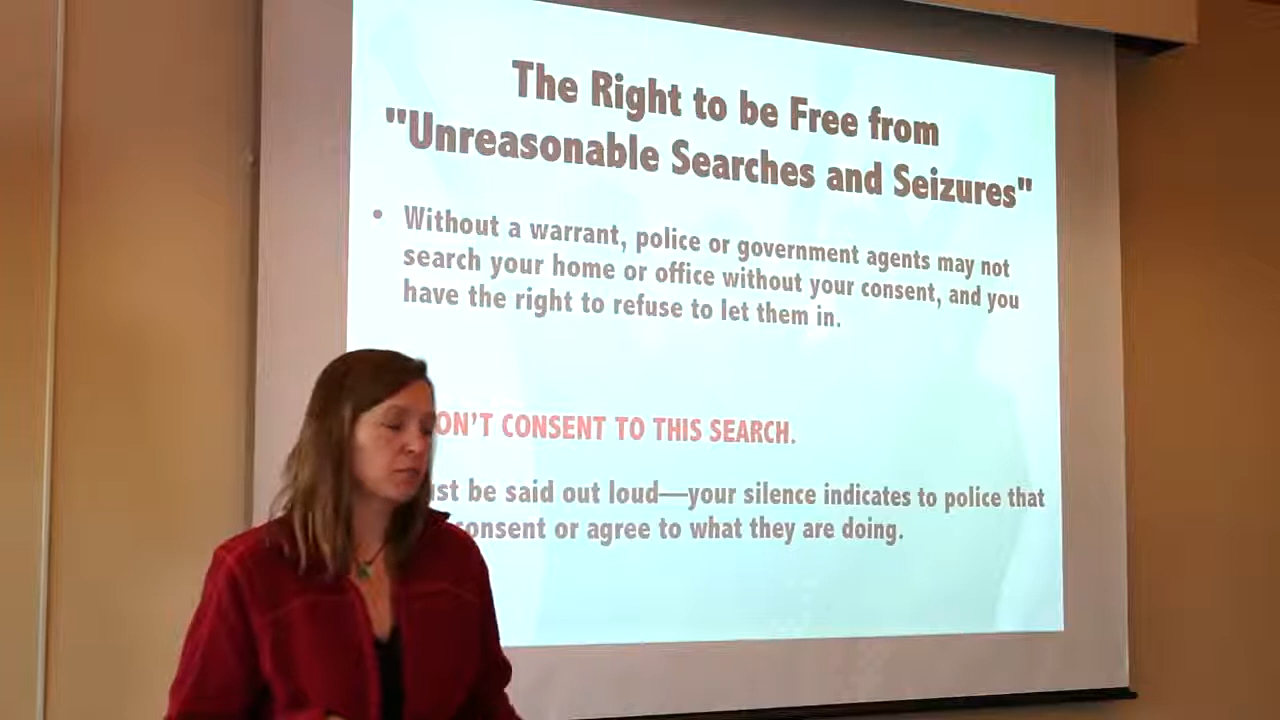 The Right to be Free from
"Unreasonable Searches and Seizures"
• Without a warrant, police or government agents may not
search your home or office without your consent, and you
have the right to refuse to let them in.
ON'T CONSENT TO THIS SEARCH.
st be said out loud—your silence indicates to police that
onsent or agree to what they are doing.